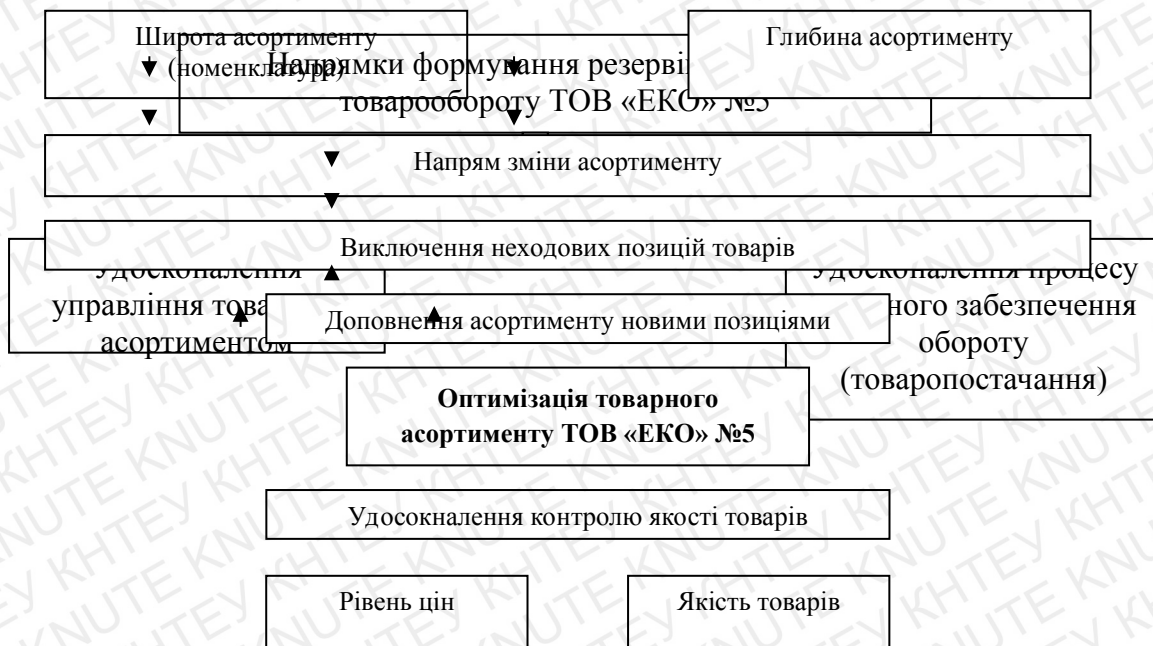 Широта асортименту
(номенклатура)
Глибина асортименту
Напрямки формування резерві
товарообороту ТОВ «ЕКО» №5
Напрям зміни асортименту
Виключення неходових позицій товарів
Удосконалення
управління това
асортиментом
Удосконалення процесу
ного забезпечення
обороту
(товаропостачання)
Доповнення асортименту новими позиціями
Оптимізація товарного
асортименту ТОВ «ЕКО» №5
Удосокналення контролю якості товарів
Рівень цін
Якість товарів